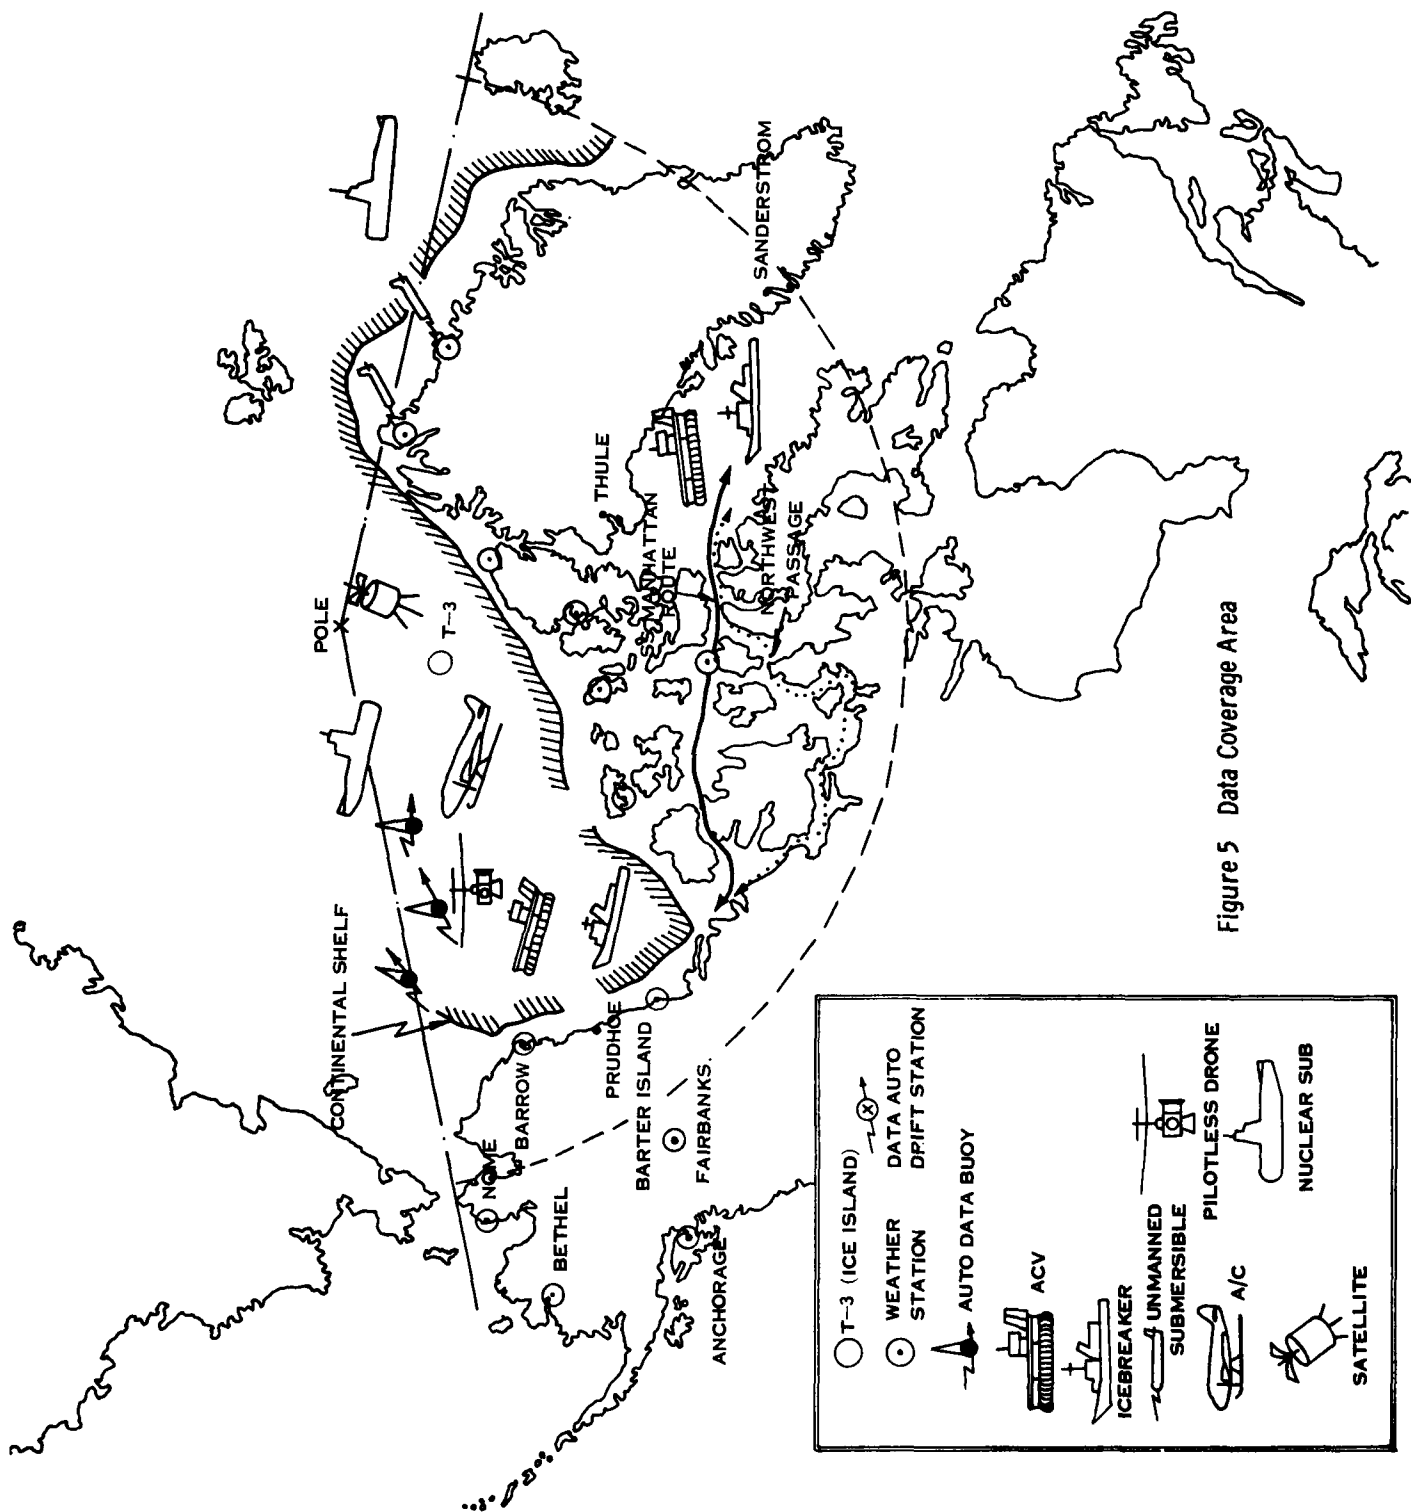 POLE
T-3
CONTINENTAL SHELF
THULE
SANDERSTROM
SS MANHATTAN
ROUTE
NORTHWEST
PASSAGE
NOME
BARROW
PRUDHOE
BARTER ISLAND
FAIRBANKS.
BETHEL
ANCHORAGE
T-3 (ICE ISLAND)
WEATHER
STATION
DATA AUTO
DRIFT STATION
X
AUTO DATA BUOY
ACV
ICEBREAKER
UNMANNED
SUBMERSIBLE
PILOTLESS DRONE
A/C
NUCLEAR SUB
SATELLITE
Figure 5 Data Coverage Area